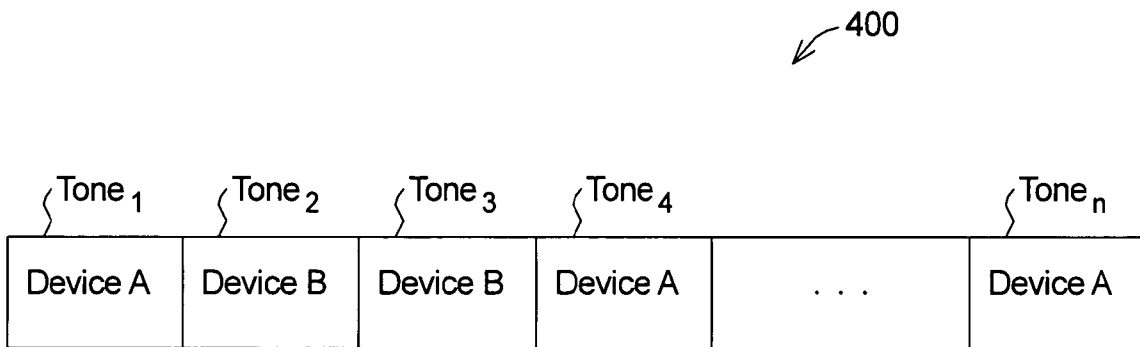 400
Tone1 Tone2 Tone3 Tone4 Tonen
Device A Device B Device B Device A . . . Device A